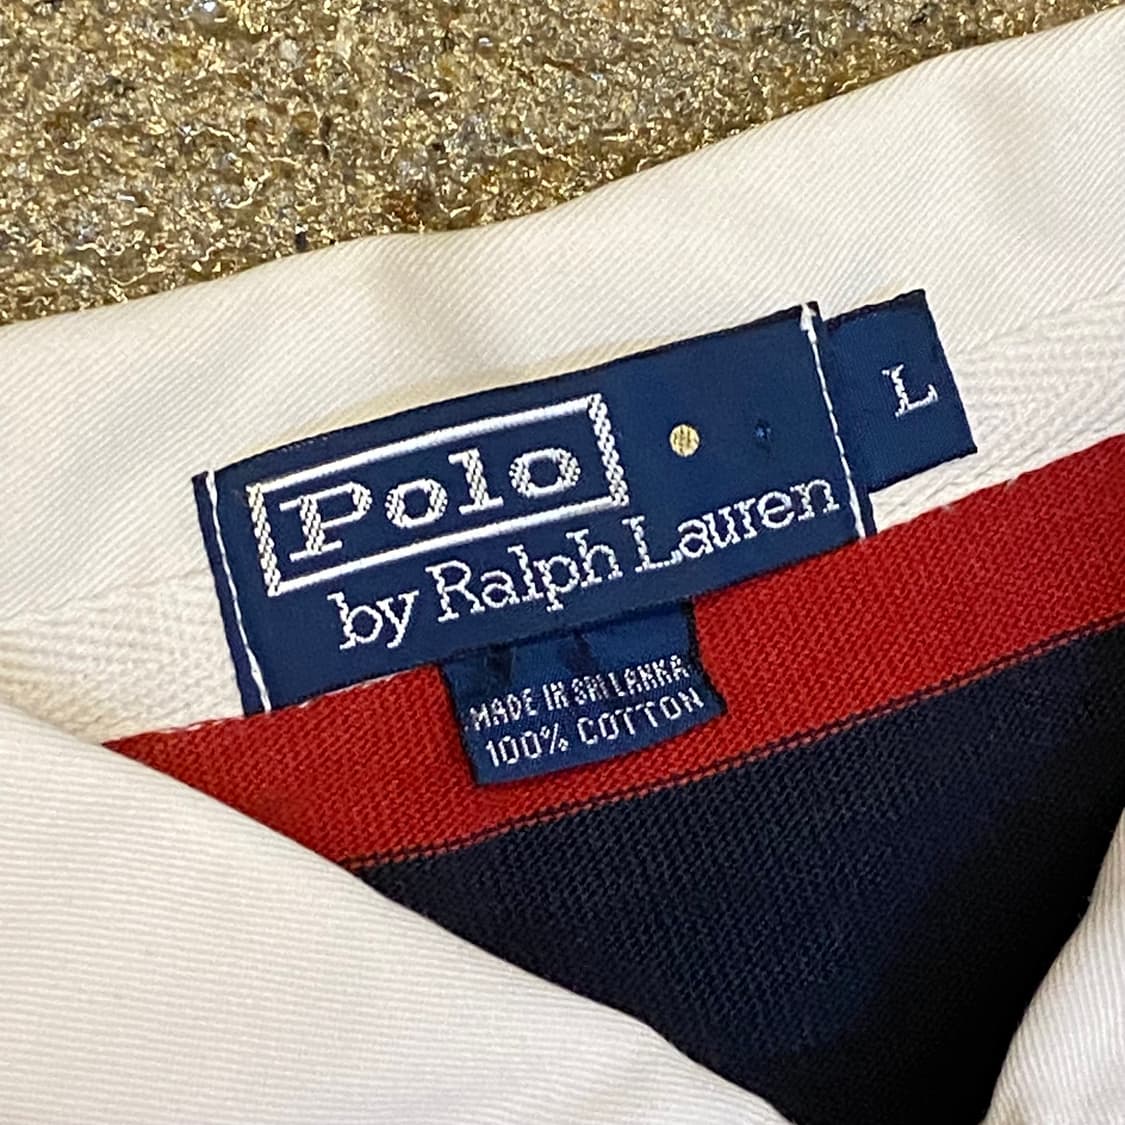 Polo
by Ralph Lauren
L
MADE IN SRI LANKA
100% COTTON